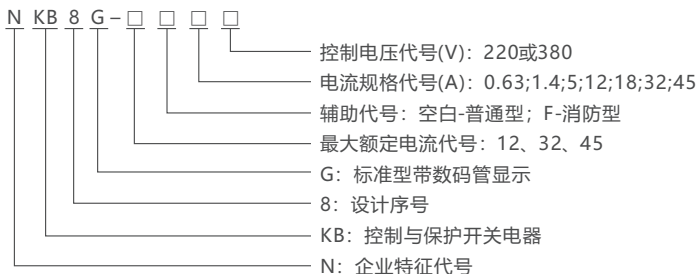 N KB 8 G-□ □ □ □
控制电压代号(V)：220或380
电流规格代号(A)：0.63;1.4;5;12;18;32;45
辅助代号：空白-普通型；F-消防型
最大额定电流代号：12、32、45
G：标准型带数码管显示
8：设计序号
KB：控制与保护开关电器
N：企业特征代号